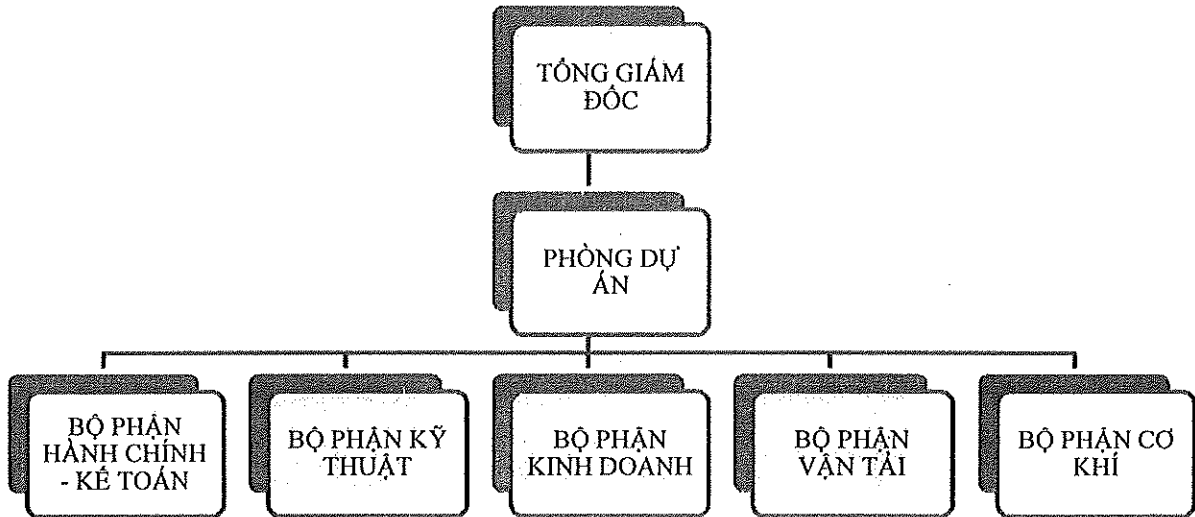 TỔNG GIÁM
ĐỐC
PHÒNG DỰ
ÁN
BỘ PHẬN
HÀNH CHÍNH
- KẾ TOÁN
BỘ PHẬN KỸ
THUẬT
BỘ PHẬN
KINH DOANH
BỘ PHẬN
VẬN TẢI
BỘ PHẬN CƠ
KHÍ